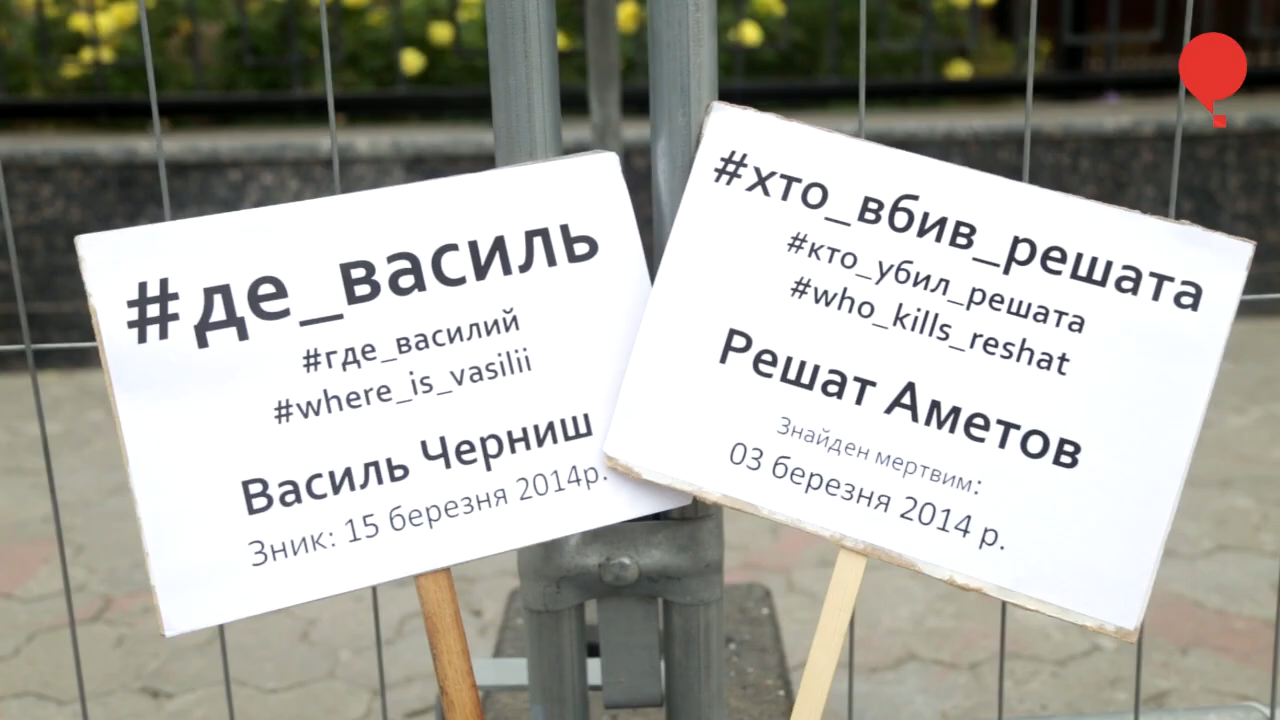 #де_василь
#где_василий
#where_is_vasilii
Василь Черниш
Зник: 15 березня 2014р.
#хто_вбив_решата
#кто_убил_решата
#who_kills_reshat
Решат Аметов
Знайден мертвим:
03 березня 2014 р.